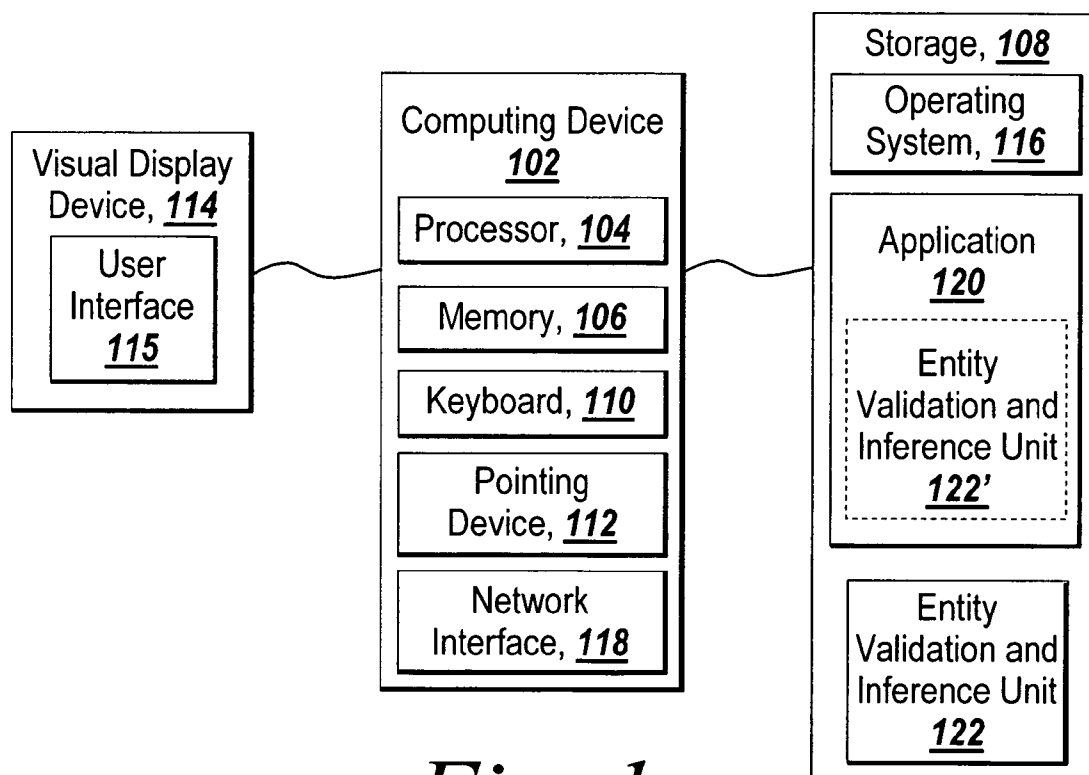 Visual Display
Device, 114
User
Interface
115
Computing Device
102
Processor, 104
Memory, 106
Keyboard, 110
Pointing
Device, 112
Network
Interface, 118
Storage, 108
Operating
System, 116
Application
120
Entity
Validation and
Inference Unit
122'
Entity
Validation and
Inference Unit
122